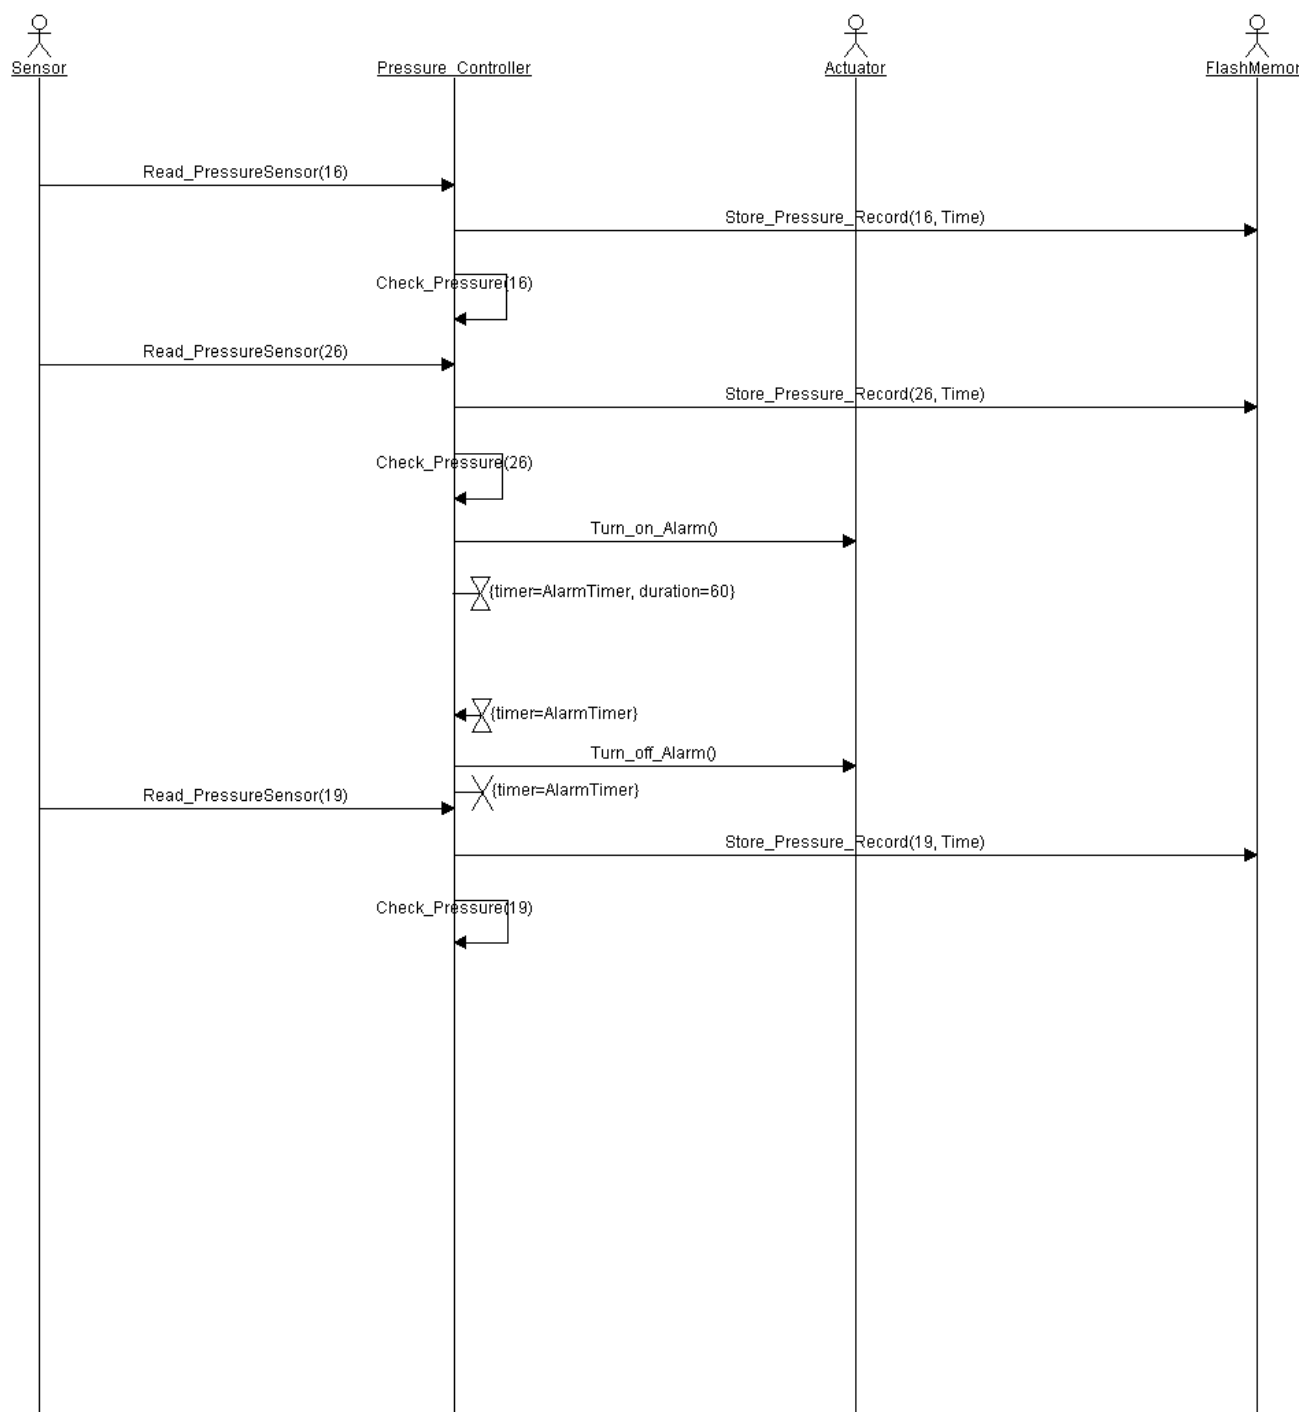 Sensor
Pressure_Controller
Actuator
FlashMemor
Read_PressureSensor(16)
Store_Pressure_Record(16, Time)
Check_Pressure(16)
Read_PressureSensor(26)
Store_Pressure_Record(26, Time)
Check_Pressure(26)
Turn_on_Alarm()
{timer=AlarmTimer, duration=60}
{timer=AlarmTimer}
Turn_off_Alarm()
{timer=AlarmTimer}
Read_PressureSensor(19)
Store_Pressure_Record(19, Time)
Check_Pressure(19)